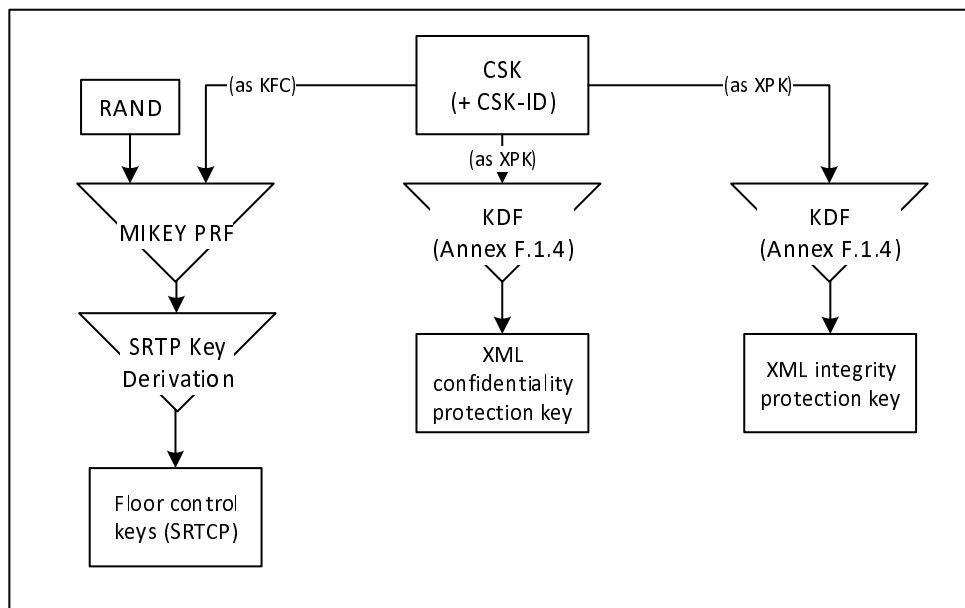 CSK
(+ CSK-ID)
(as KFC)
(as XPK)
RAND
(as XPK)
MIKEY PRF
KDF
(Annex F.1.4)
KDF
(Annex F.1.4)
SRTP Key
Derivation
XML
confidentiality
protection key
XML integrity
protection key
Floor control
keys (SRTCP)